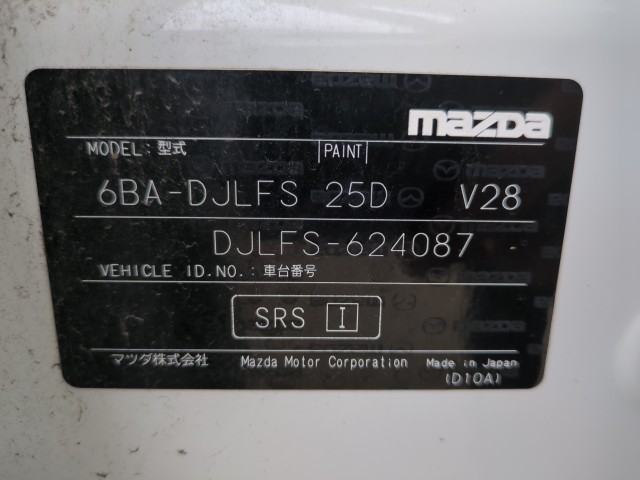 mazda
MODEL: 型式 |PAINT|
6BA-DJLFS 25D V28
DJLFS-624087
VEHICLE ID.NO.: 車台番号
SRS I
マツダ株式会社 Mazda Motor Corporation Made in Japan
(D10A)